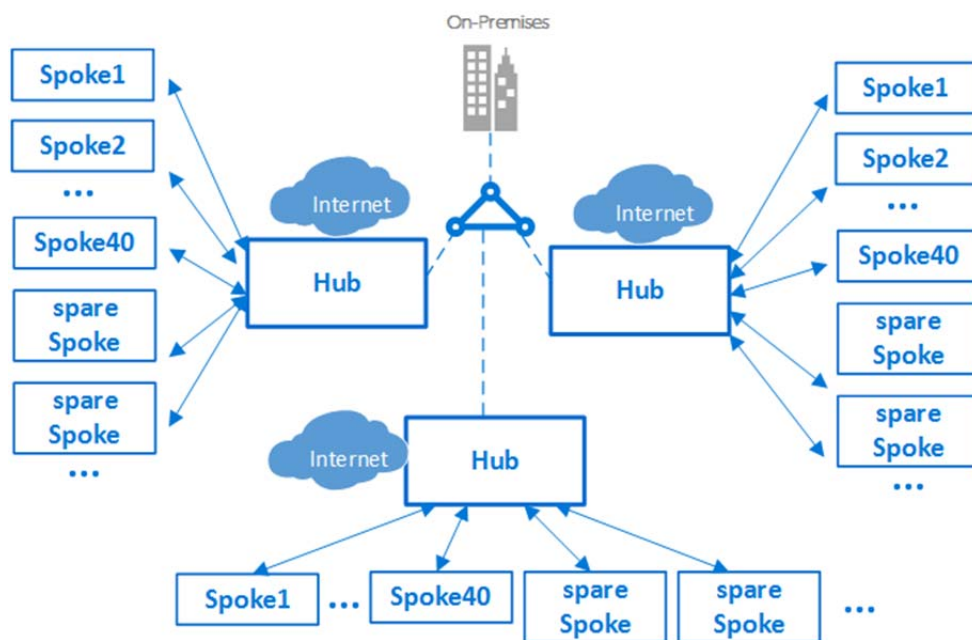 On-Premises
Spoke1
Spoke2
...
Spoke40
spare
Spoke
spare
Spoke
...
Internet
Hub
Internet
Hub
Spoke1
Spoke2
...
Spoke40
spare
Spoke
spare
Spoke
...
Internet
Hub
Spoke1
...
Spoke40
spare
Spoke
spare
Spoke
...